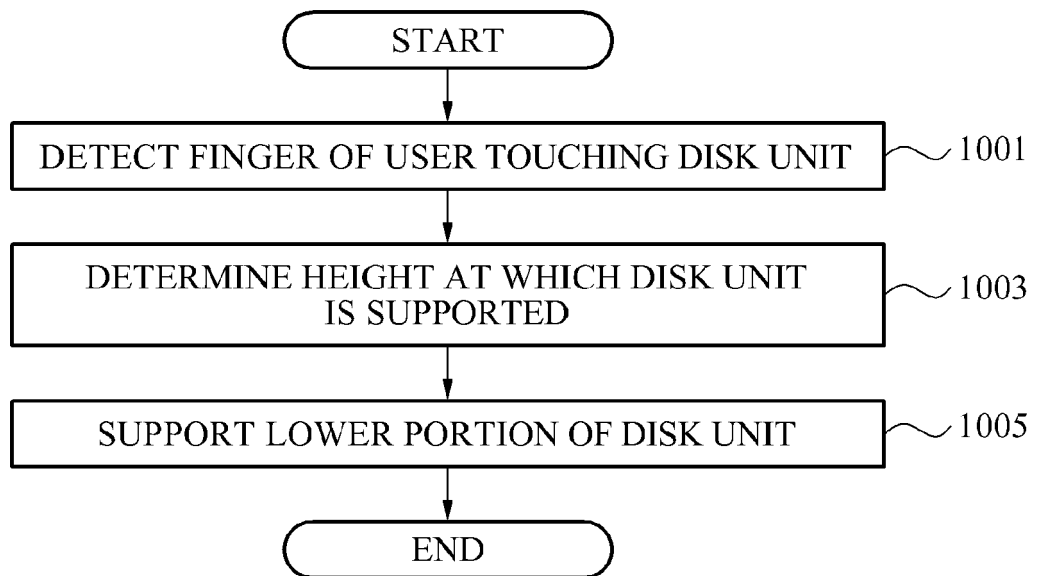 START
DETECT FINGER OF USER TOUCHING DISK UNIT
1001
DETERMINE HEIGHT AT WHICH DISK UNIT
IS SUPPORTED
1003
SUPPORT LOWER PORTION OF DISK UNIT
1005
END